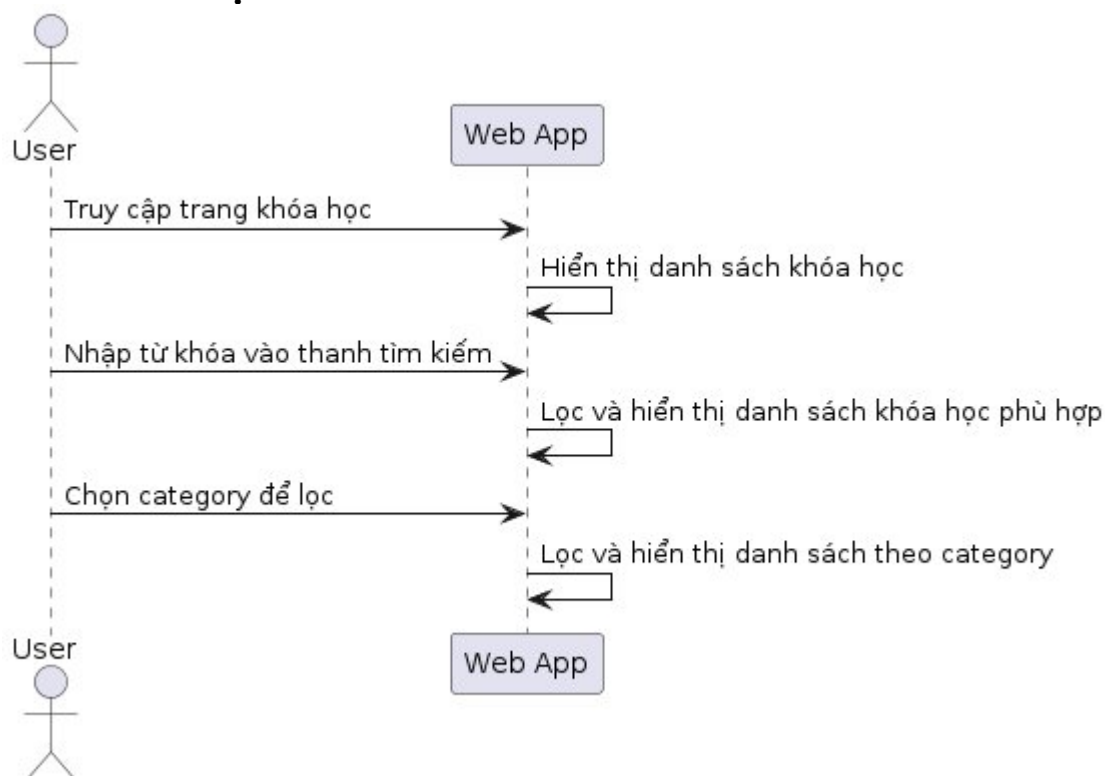 User
Web App
Truy cập trang khóa học
Hiển thị danh sách khóa học
Nhập từ khóa vào thanh tìm kiếm
Lọc và hiển thị danh sách khóa học phù hợp
Chọn category để lọc
Lọc và hiển thị danh sách theo category
User
Web App